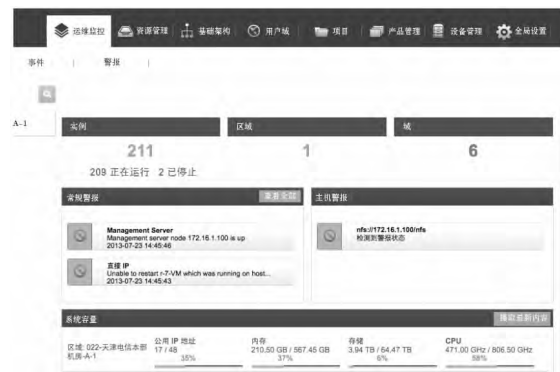 运维监控 资源管理 基础架构 用户域 项目 产品管理 设备管理 全局设置
事件 | 警报 |
A-1
实例 区域 域
211 1 6
209 正在运行 2 已停止
常规警报 查看全部 主机警报
Management Server
Management server node 172.16.1.100 is up
2013-07-23 14:45:46
nfs://172.16.1.100/nfs
检测到警报状态
直接 IP
Unable to restart r-7-VM which was running on host...
2013-07-23 14:45:43
系统容量 提取最新内容
区域: 022-天津电信本部机房-A-1
公用 IP 地址
17 / 48
35%
内存
210.50 GB / 567.45 GB
37%
存储
3.94 TB / 64.47 TB
6%
CPU
471.00 GHz / 806.50 GHz
58%